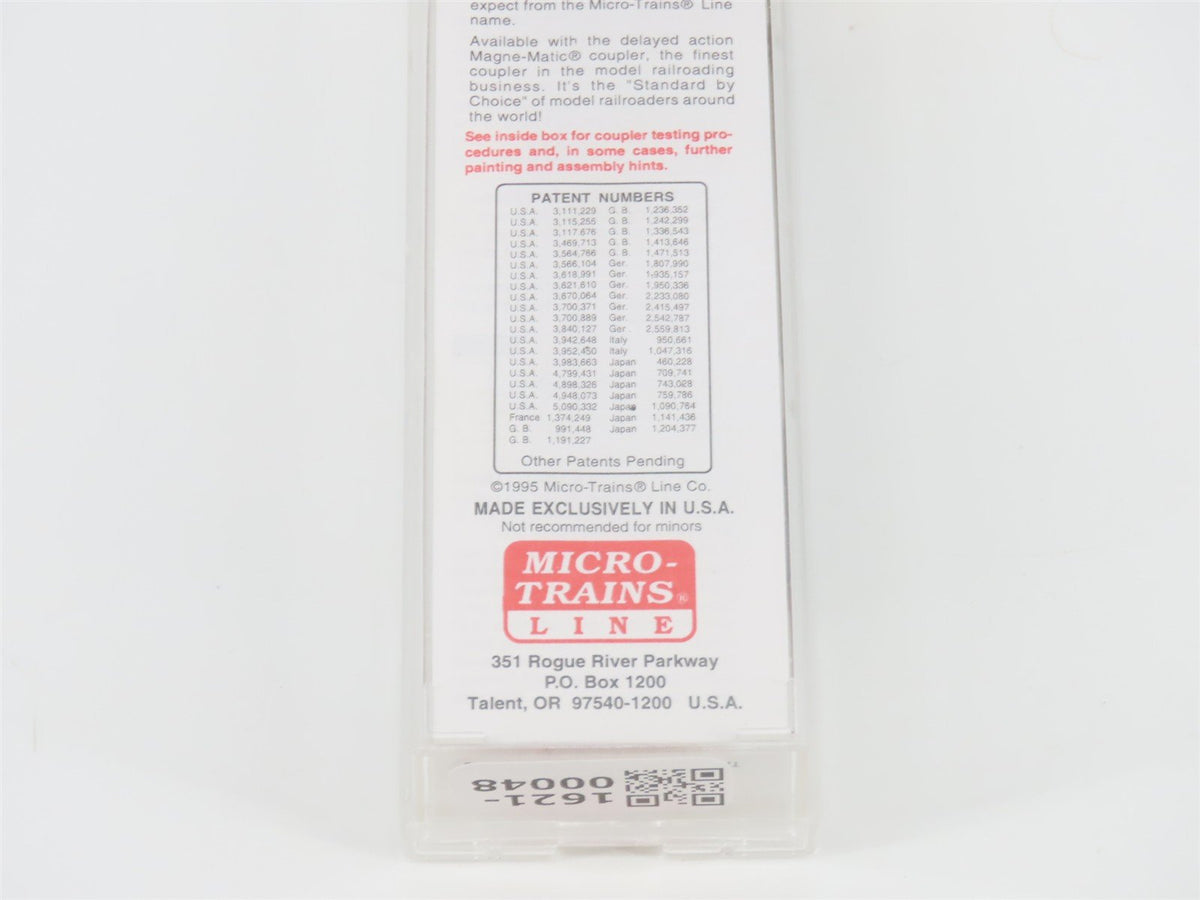 expect from the Micro-Trains® Line
name.
Available with the delayed action
Magne-Matic® coupler, the finest
coupler in the model railroading
business. It's the "Standard by
Choice" of model railroaders around
the world!
See inside box for coupler testing pro-
cedures and, in some cases, further
painting and assembly hints.
PATENT NUMBERS
U.S.A. 3,111,229 G. B. 1,236,352
U.S.A. 3,115,255 G. B. 1,242,299
U.S.A. 3,117,676 G. B. 1,336,543
U.S.A. 3,469,713 G. B. 1,413,646
U.S.A. 3,564,766 G. B. 1,471,513
U.S.A. 3,566,104 Ger. 1,807,990
U.S.A. 3,618,991 Ger. 1,935,157
U.S.A. 3,621,610 Ger. 1,950,336
U.S.A. 3,670,064 Ger. 2,233,080
U.S.A. 3,700,371 Ger. 2,415,497
U.S.A. 3,700,889 Ger. 2,542,787
U.S.A. 3,840,127 Ger. 2,559,813
U.S.A. 3,942,648 Italy 950,661
U.S.A. 3,952,450 Italy 1,047,316
U.S.A. 3,983,663 Japan 460,228
U.S.A. 4,799,431 Japan 709,741
U.S.A. 4,898,326 Japan 743,028
U.S.A. 4,948,073 Japan 759,786
U.S.A. 5,090,332 Japan 1,090,764
France 1,374,249 Japan 1,141,436
G. B. 991,448 Japan 1,204,377
G. B. 1,191,227
Other Patents Pending
©1995 Micro-Trains® Line Co.
MADE EXCLUSIVELY IN U.S.A.
Not recommended for minors
MICRO-
TRAINS®
LINE
351 Rogue River Parkway
P.O. Box 1200
Talent, OR 97540-1200 U.S.A.
1621-
00048